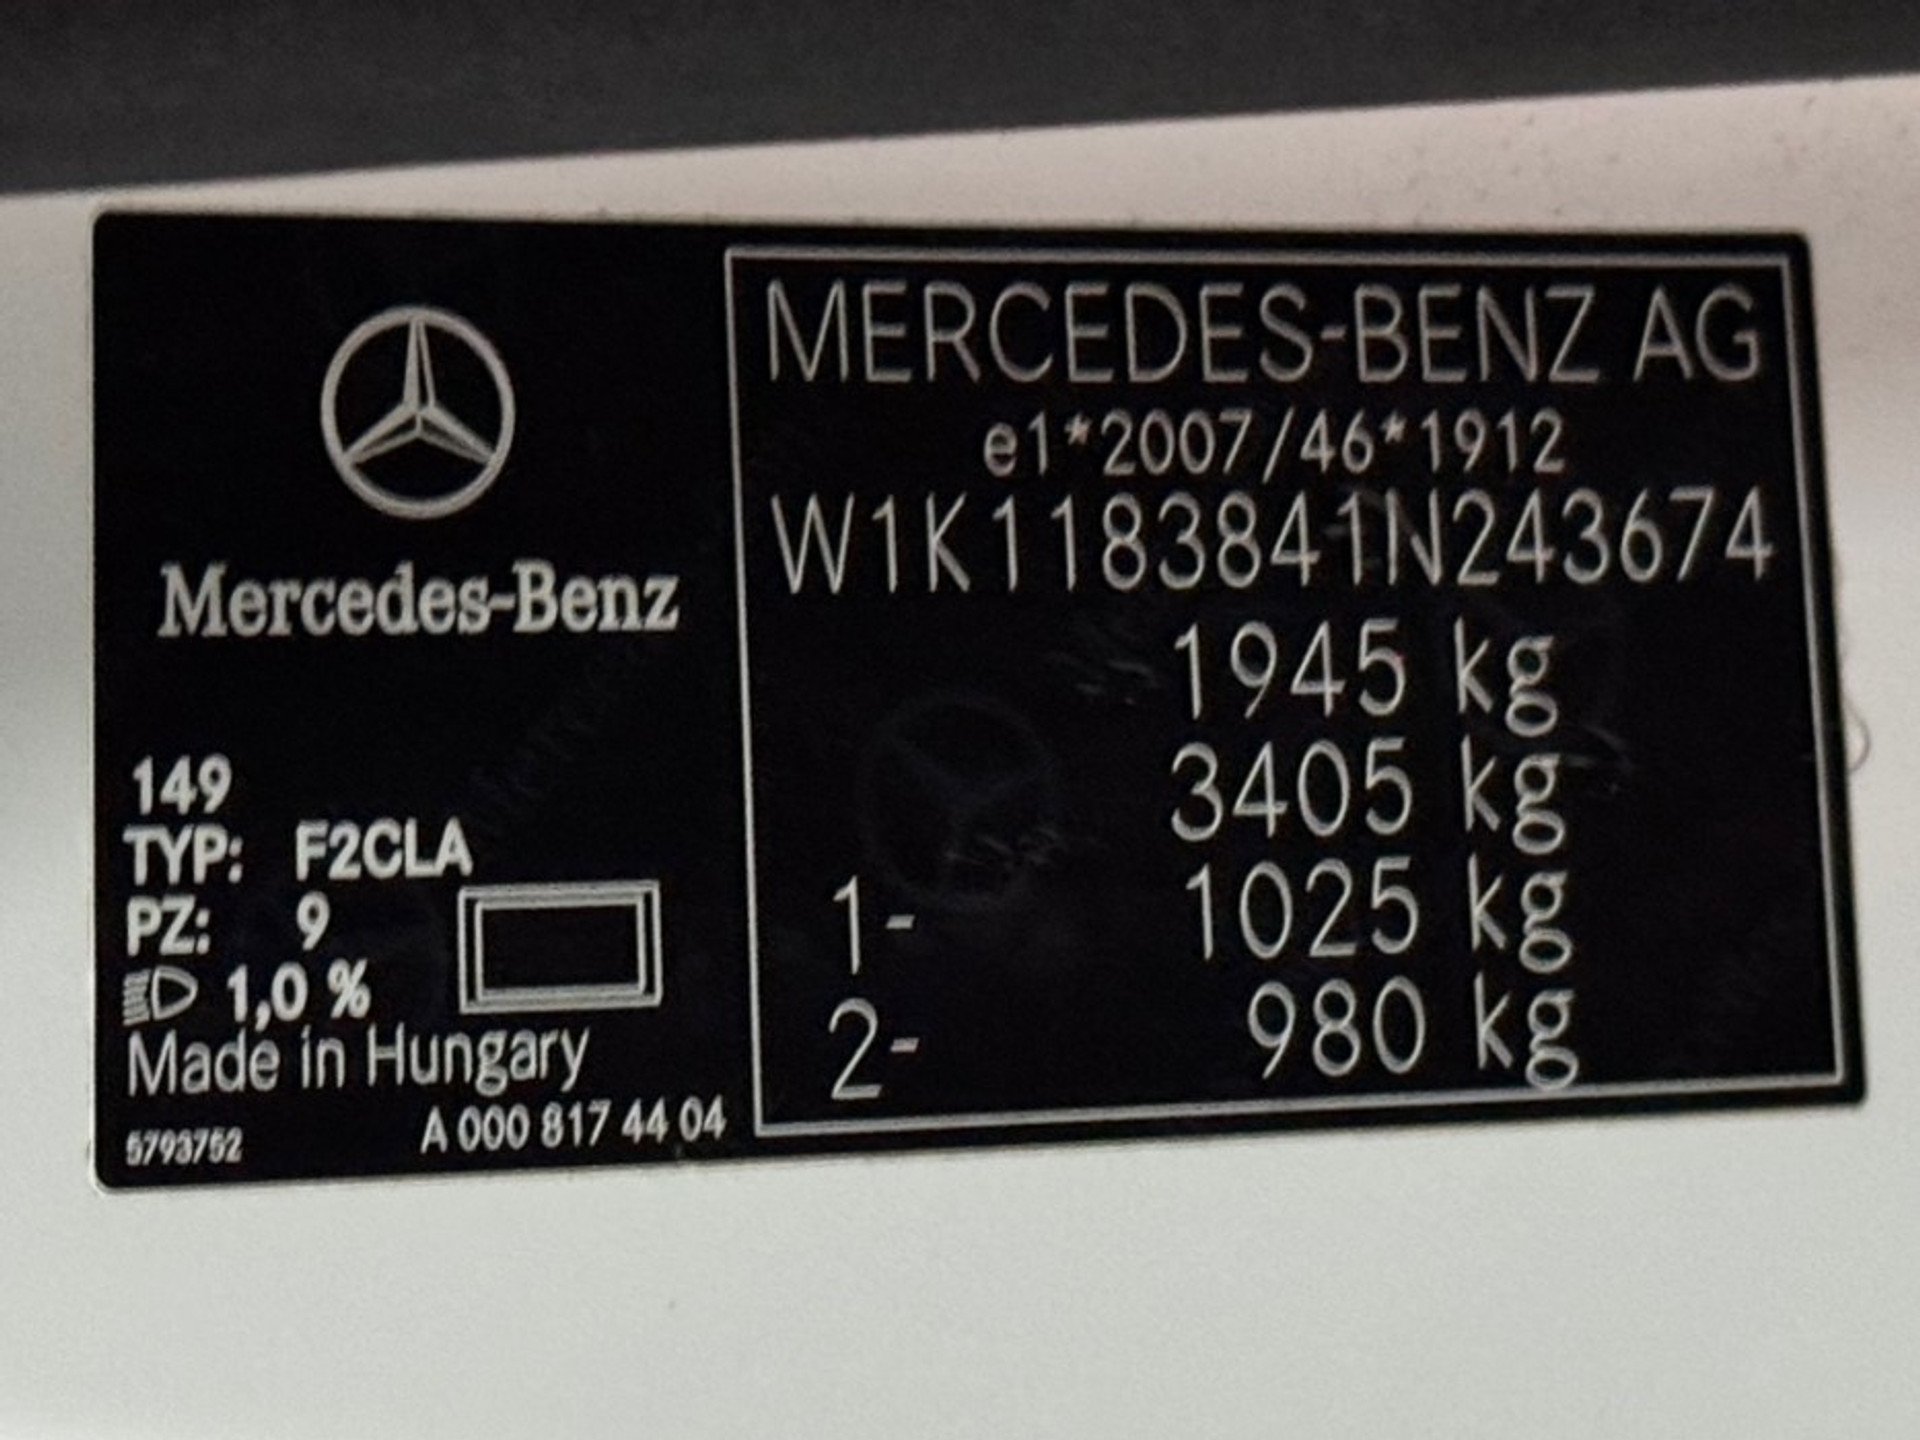 Mercedes-Benz
149
TYP: F2CLA
PZ: 9
1,0 %
Made in Hungary
5793752
A 000 817 44 04
MERCEDES-BENZ AG
e1*2007/46*1912
W1K1183841N243674
1945 kg
3405 kg
1- 1025 kg
2- 980 kg